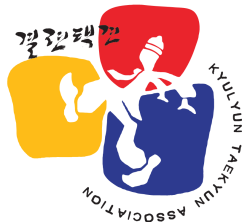 결련택견
KYULYUN TAEKYUN ASSOCIATION